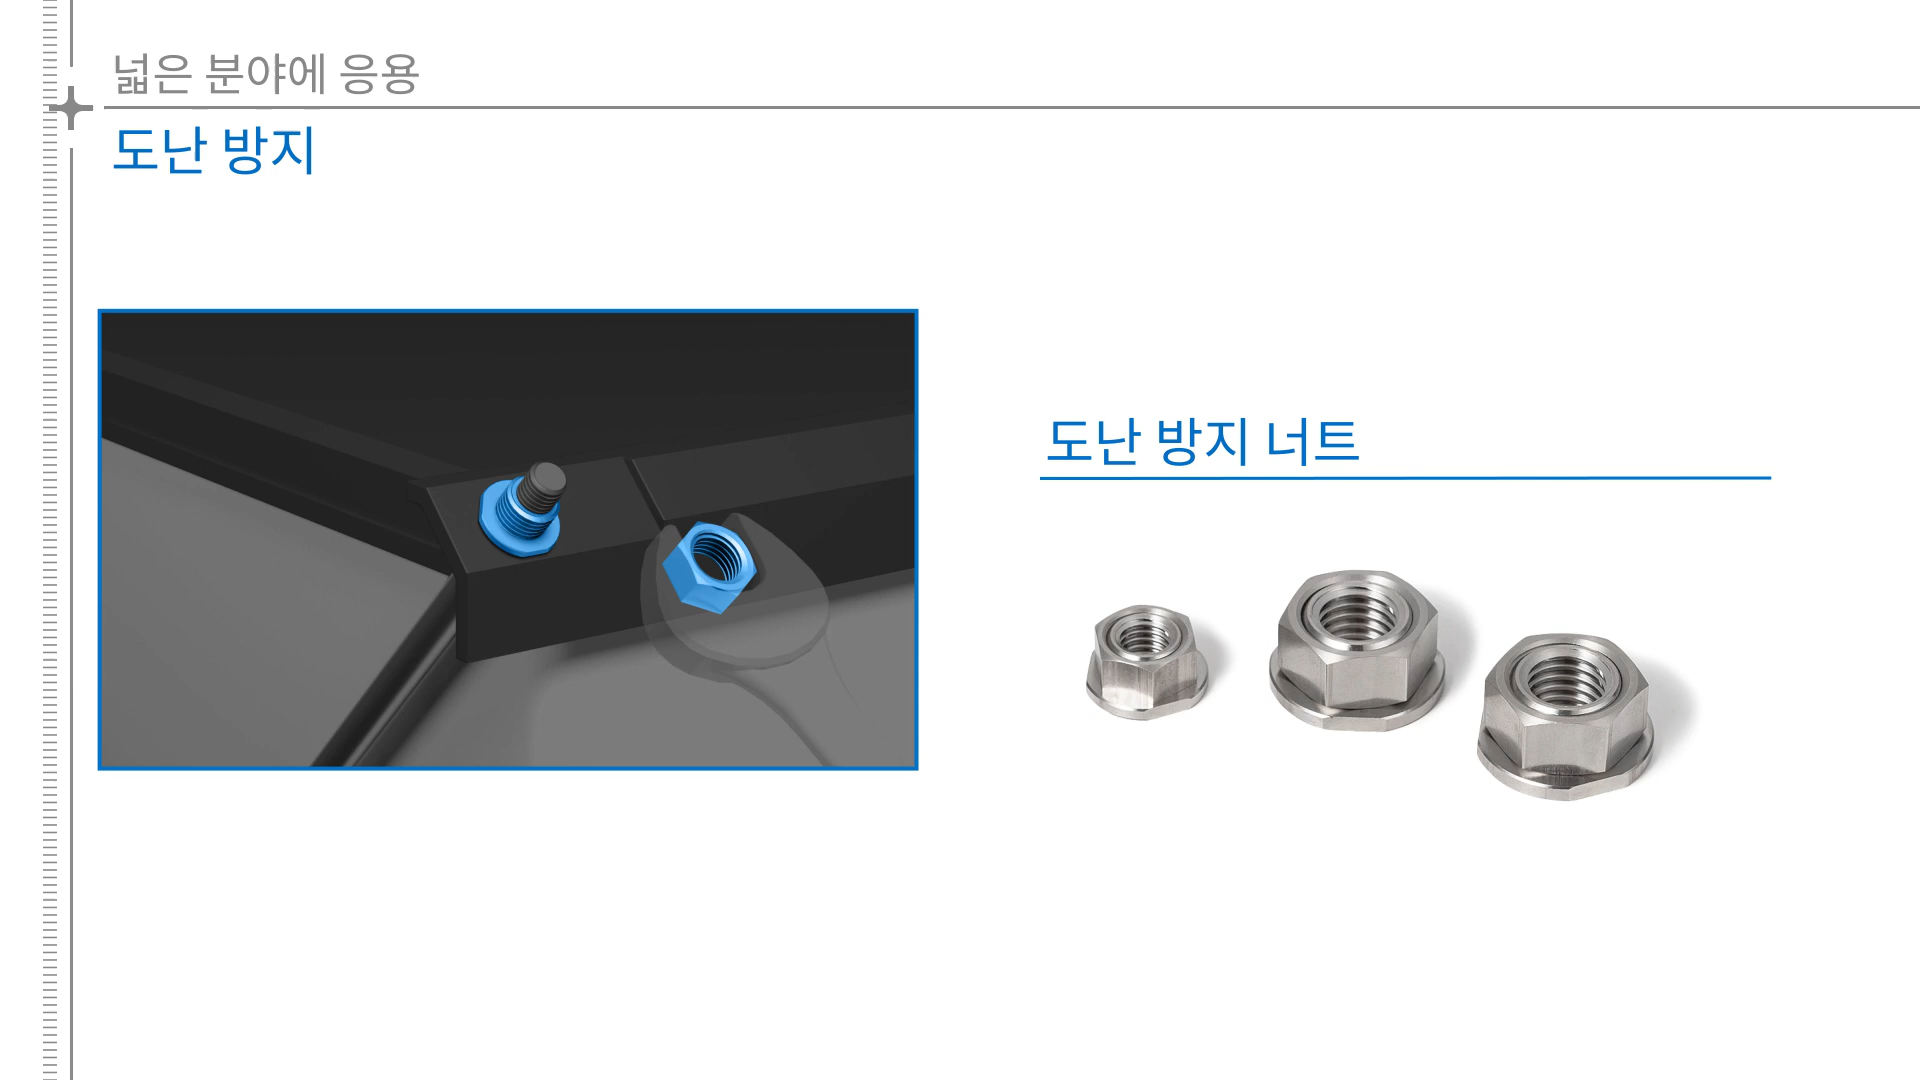 넓은 분야에 응용
도난 방지
도난 방지 너트